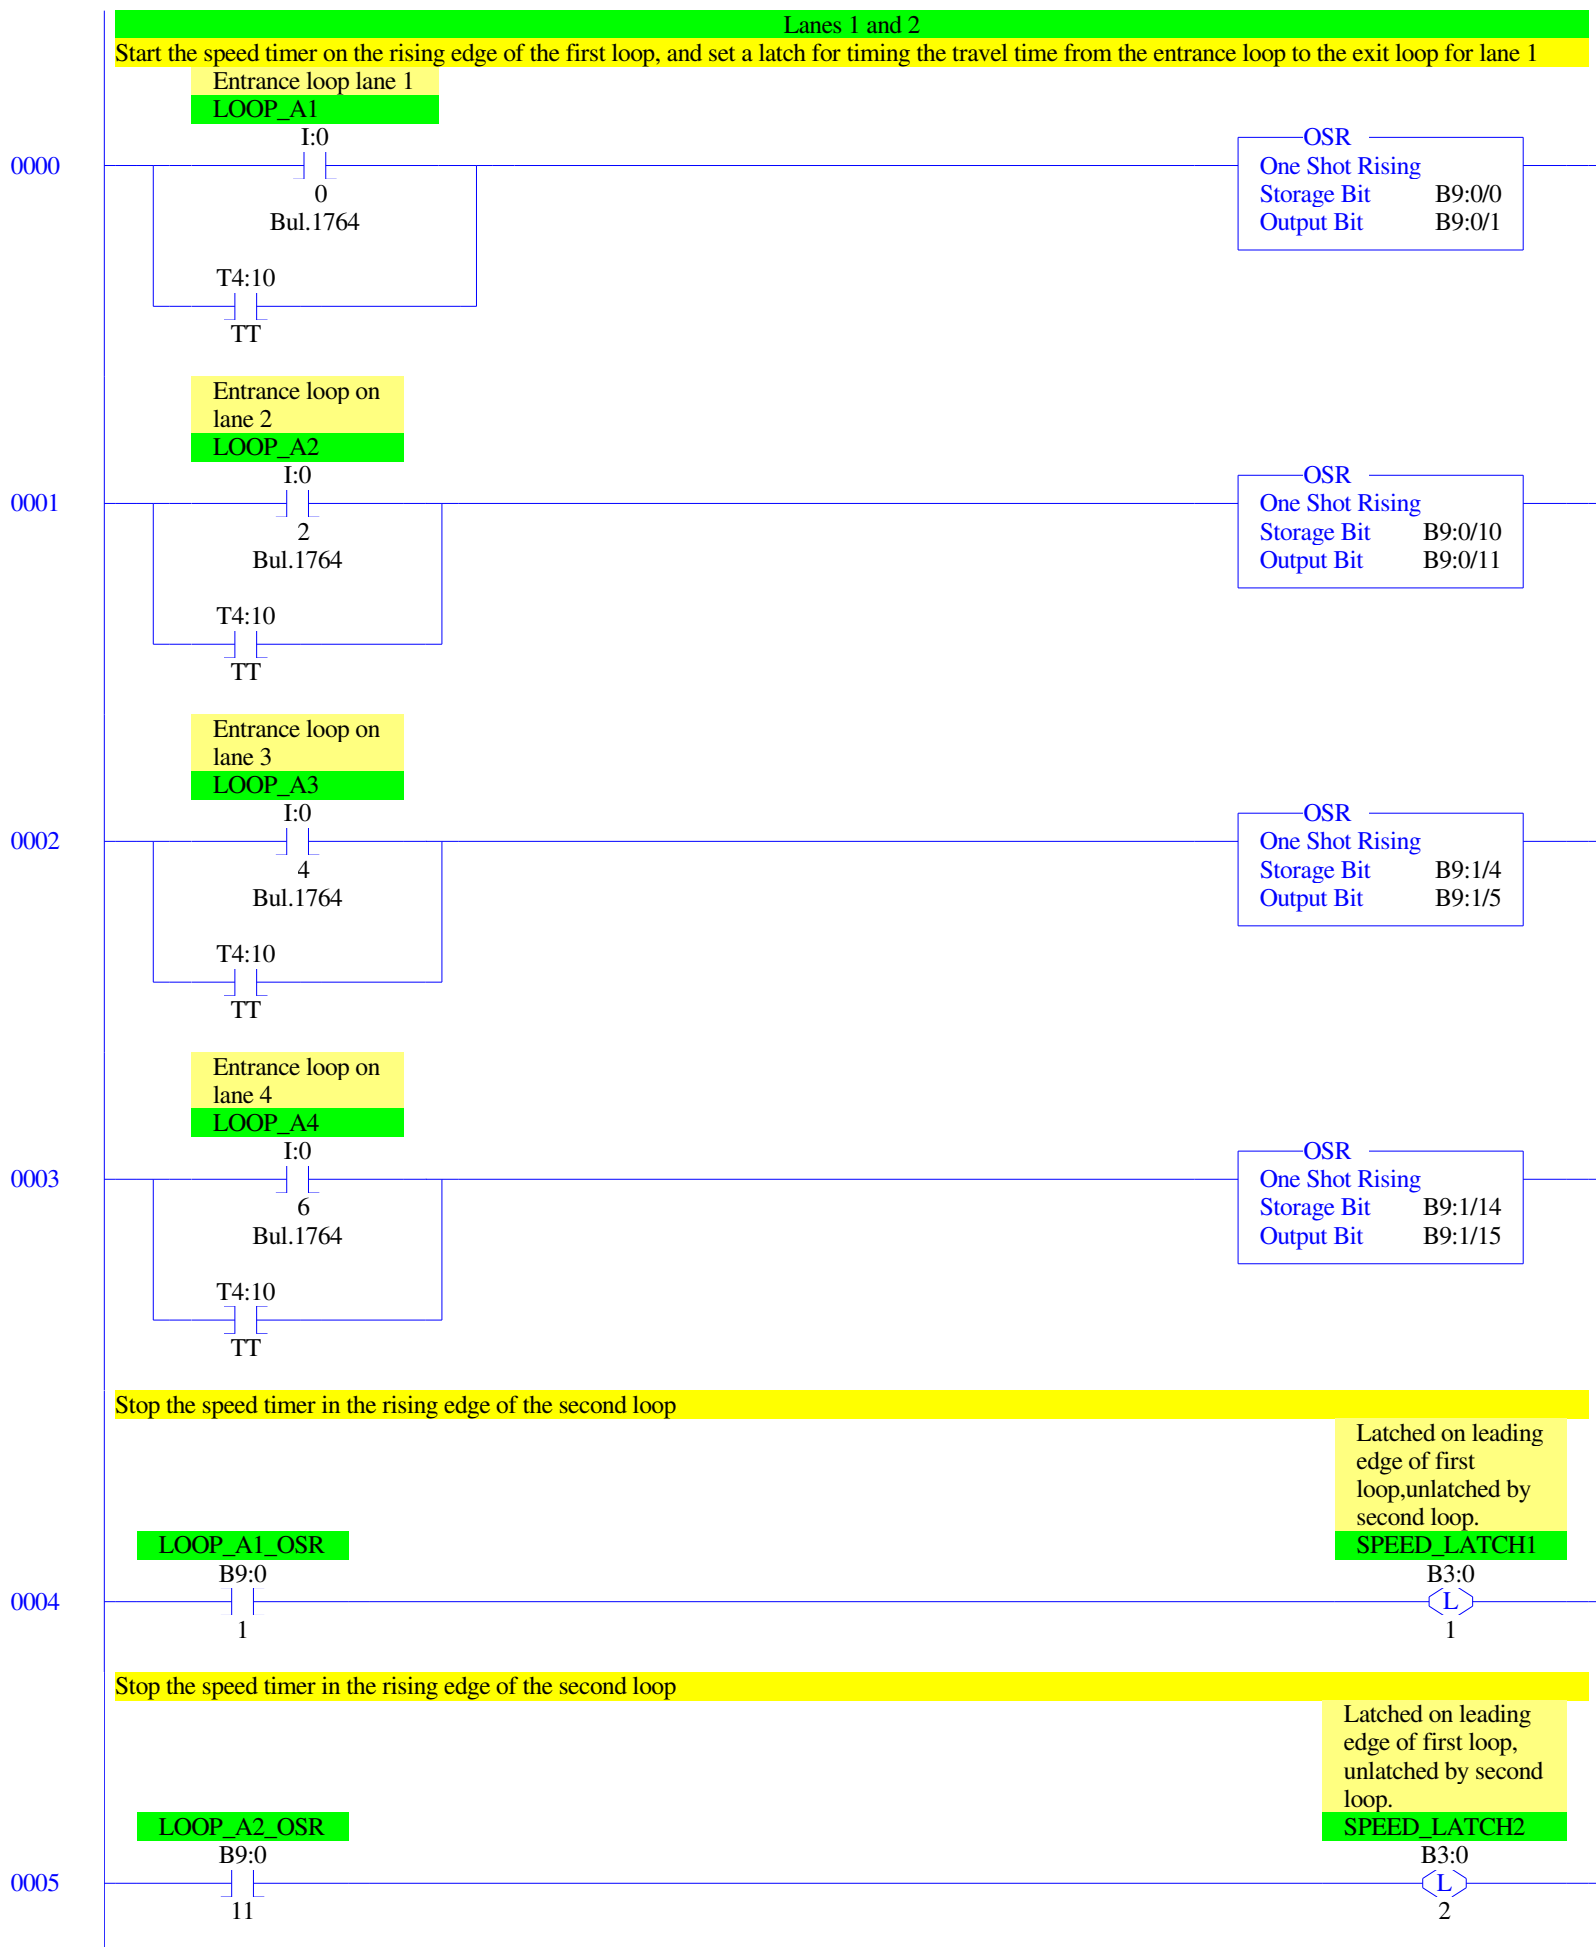 Lanes 1 and 2
Start the speed timer on the rising edge of the first loop, and set a latch for timing the travel time from the entrance loop to the exit loop for lane 1
Entrance loop lane 1
LOOP_A1
I:0
0000
0
Bul.1764
OSR
One Shot Rising
Storage Bit B9:0/0
Output Bit B9:0/1
T4:10
TT
Entrance loop on
lane 2
LOOP_A2
I:0
0001
2
Bul.1764
OSR
One Shot Rising
Storage Bit B9:0/10
Output Bit B9:0/11
T4:10
TT
Entrance loop on
lane 3
LOOP_A3
I:0
0002
4
Bul.1764
OSR
One Shot Rising
Storage Bit B9:1/4
Output Bit B9:1/5
T4:10
TT
Entrance loop on
lane 4
LOOP_A4
I:0
0003
6
Bul.1764
OSR
One Shot Rising
Storage Bit B9:1/14
Output Bit B9:1/15
T4:10
TT
Stop the speed timer in the rising edge of the second loop
Latched on leading
edge of first
loop,unlatched by
second loop.
LOOP_A1_OSR
SPEED_LATCH1
B9:0
B3:0
0004
L
1
1
Stop the speed timer in the rising edge of the second loop
Latched on leading
edge of first loop,
unlatched by second
loop.
LOOP_A2_OSR
SPEED_LATCH2
B9:0
B3:0
0005
L
11
2